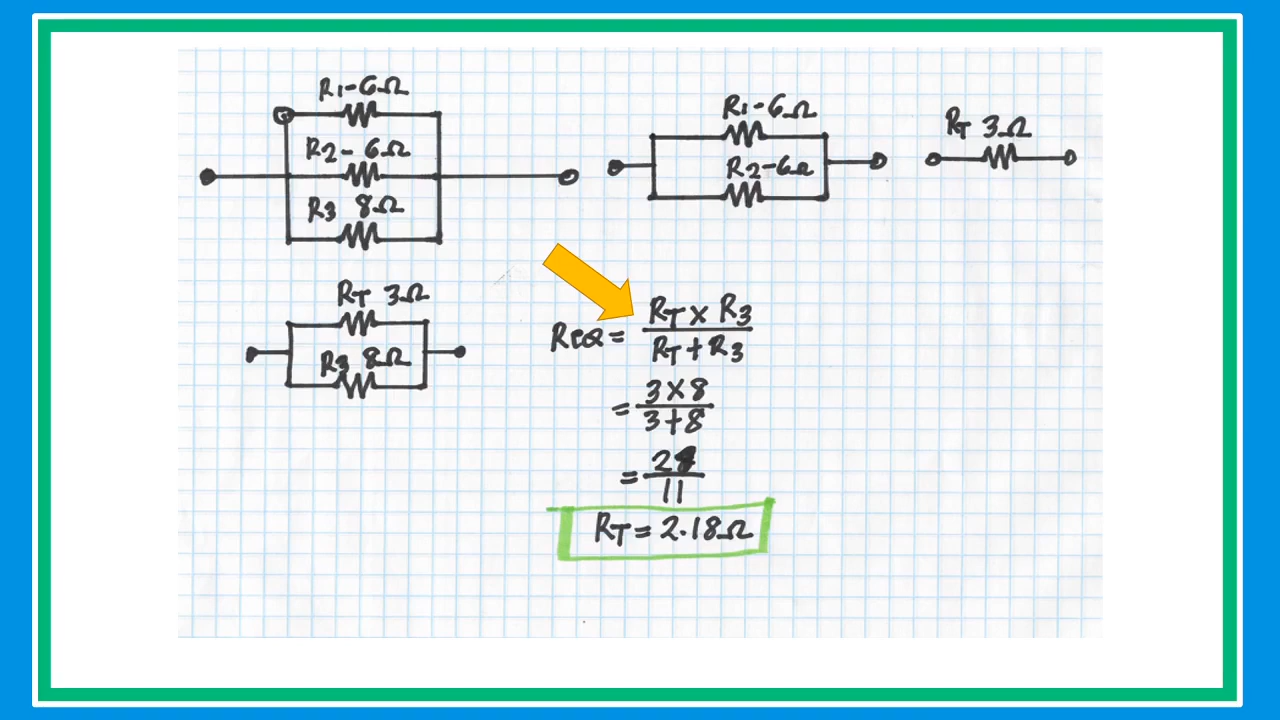 R1-6Ω
R2-6Ω
R3 8Ω
R1-6Ω
R2-6Ω
RT 3Ω
RT 3Ω
R3 8Ω
REQ = RT x R3
RT + R3
= 3x8
3+8
= 24
11
RT = 2.18Ω